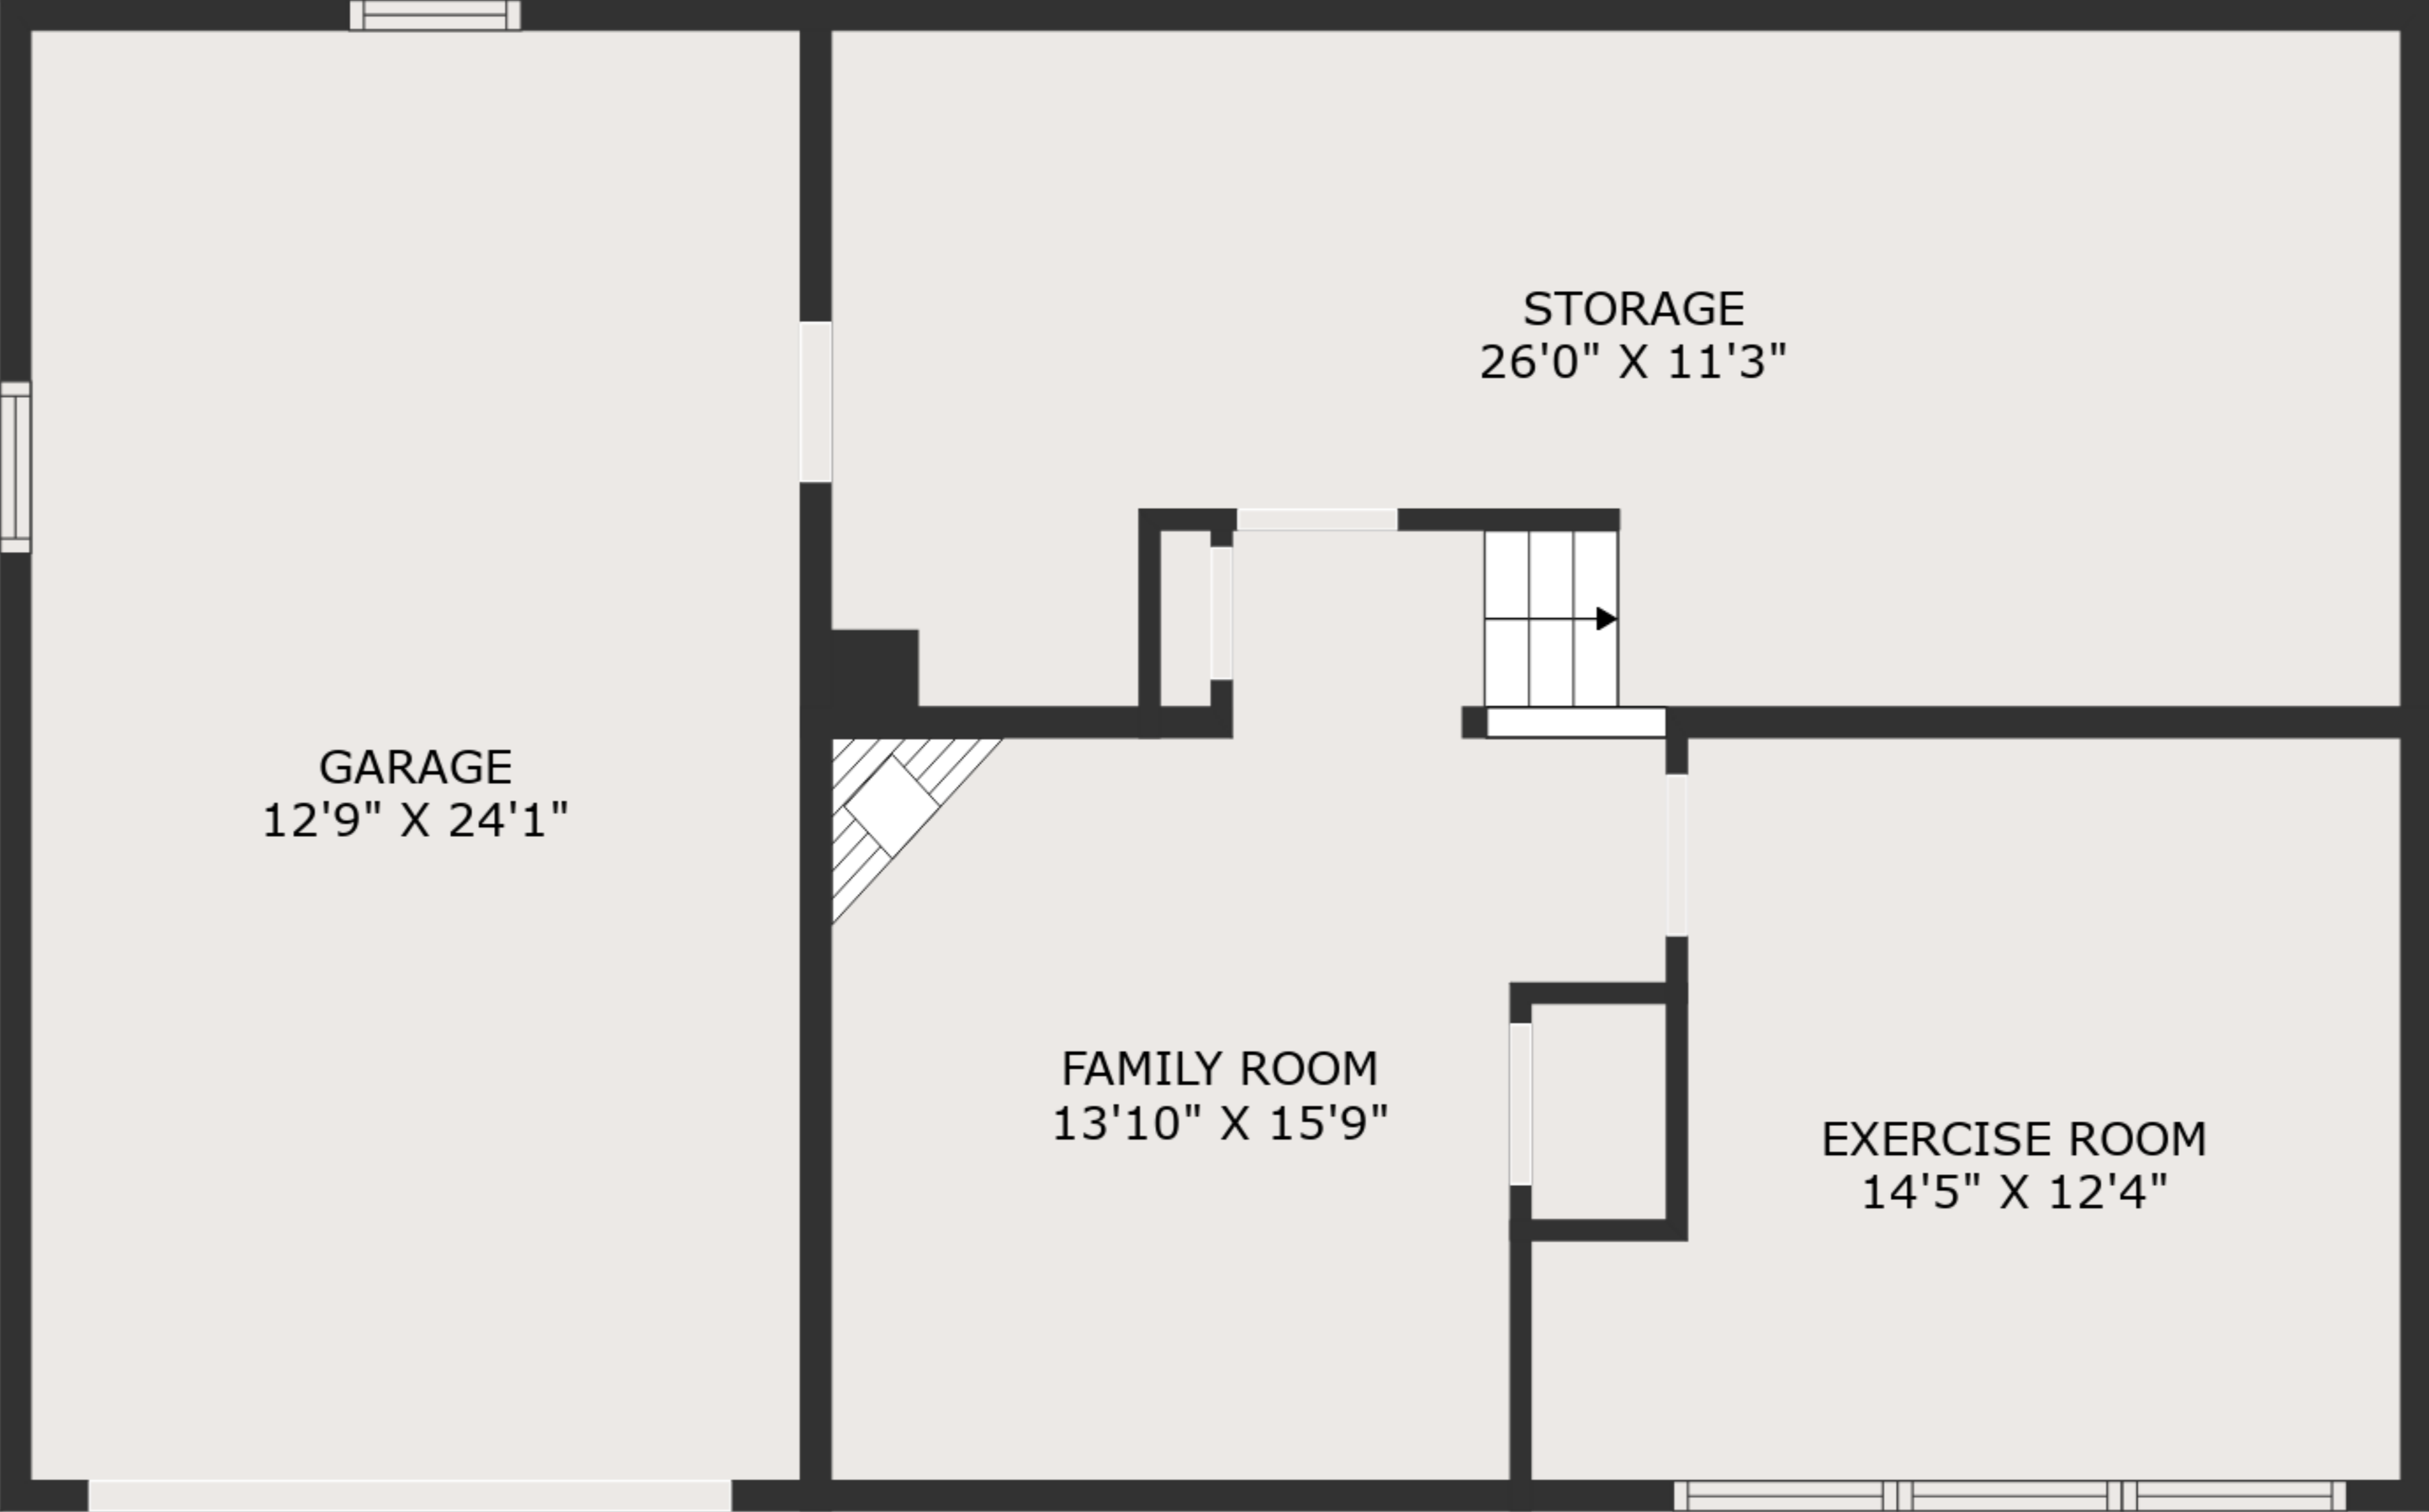 STORAGE
26'0" X 11'3"
GARAGE
12'9" X 24'1"
FAMILY ROOM
13'10" X 15'9"
EXERCISE ROOM
14'5" X 12'4"